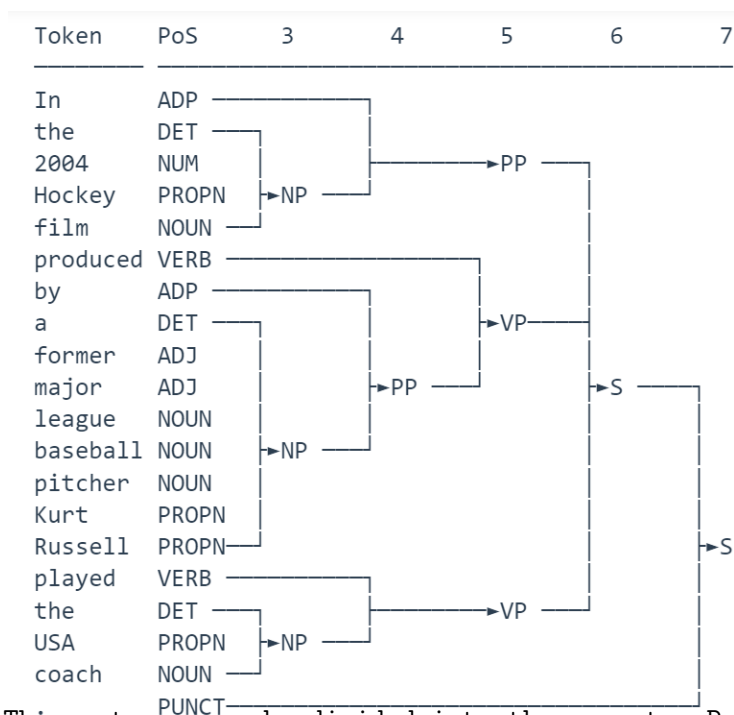 Token PoS 3 4 5 6 7
In ADP
the DET
2004 NUM PP
Hockey PROPN NP
film NOUN
produced VERB
by ADP
a DET VP
former ADJ
major ADJ PP S
league NOUN
baseball NOUN NP
pitcher NOUN
Kurt PROPN
Russell PROPN S
played VERB
the DET VP
USA PROPN NP
coach NOUN
PUNCT